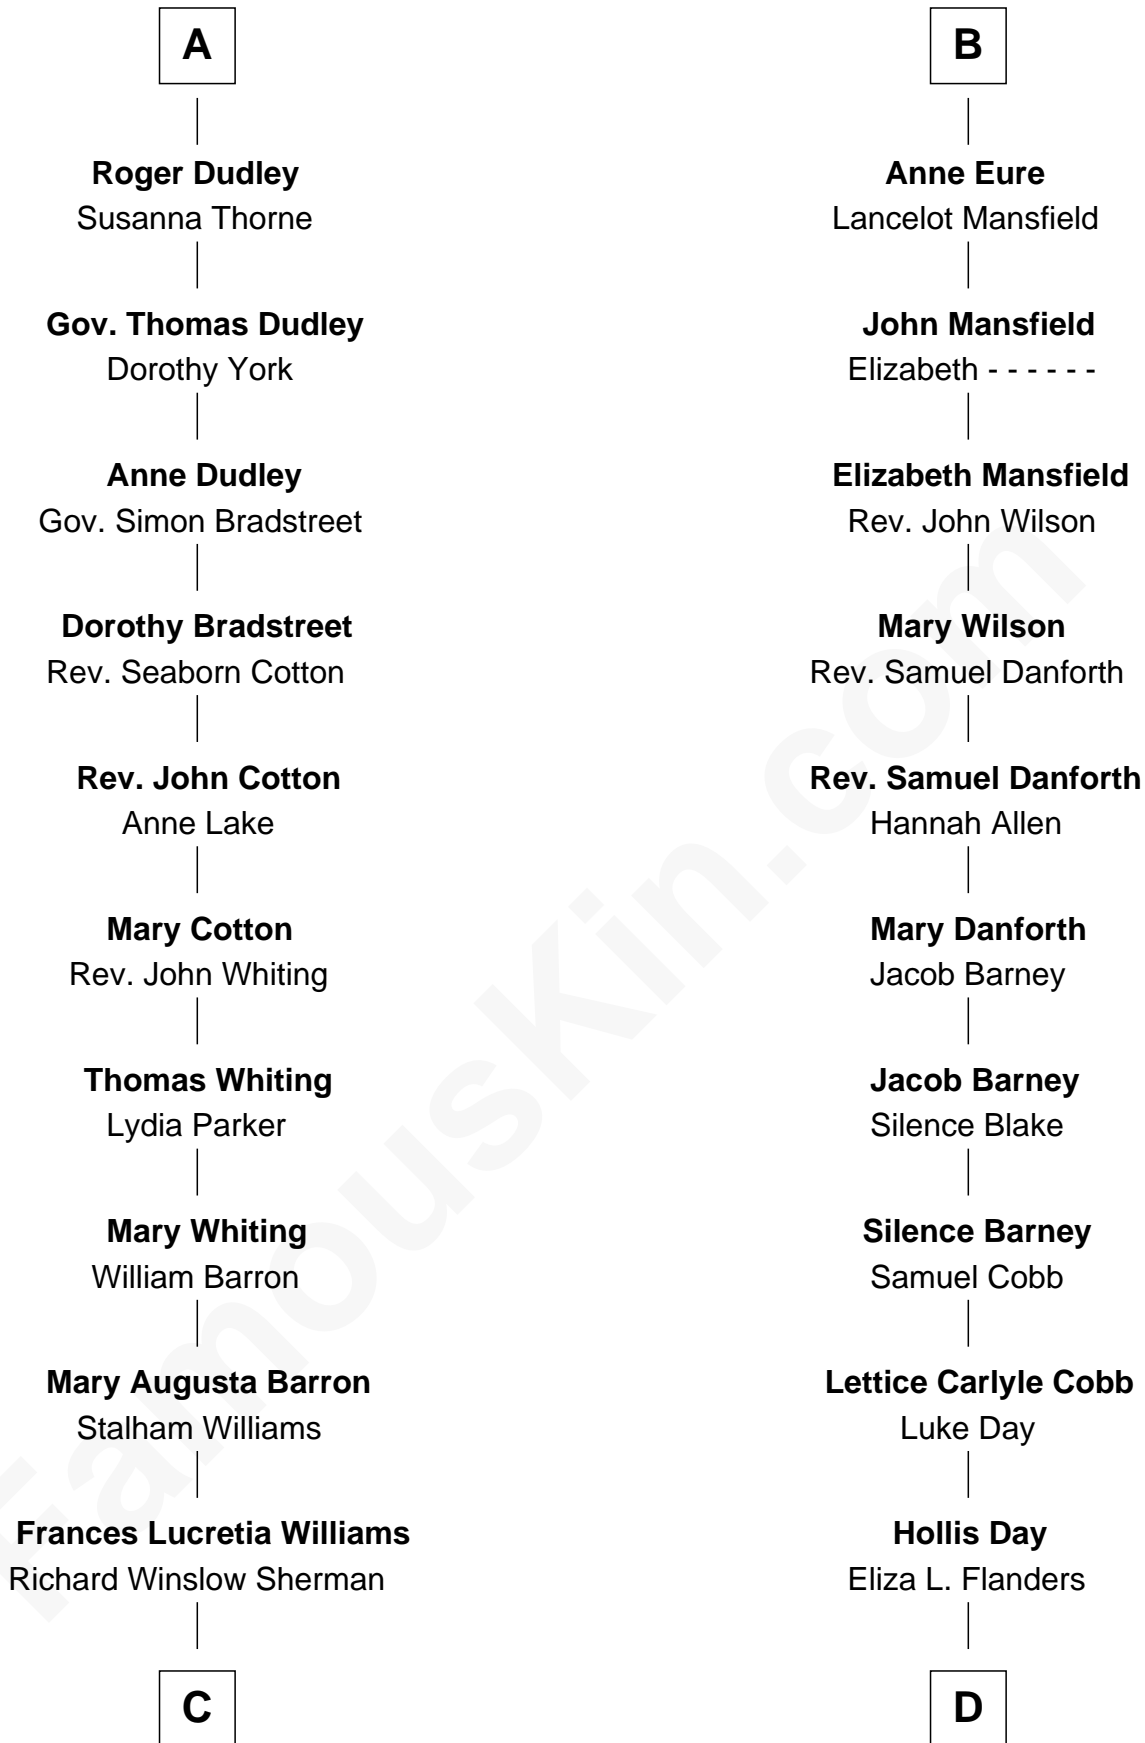 A
Roger Dudley
Susanna Thorne
Gov. Thomas Dudley
Dorothy York
Anne Dudley
Gov. Simon Bradstreet
Dorothy Bradstreet
Rev. Seaborn Cotton
Rev. John Cotton
Anne Lake
Mary Cotton
Rev. John Whiting
Thomas Whiting
Lydia Parker
Mary Whiting
William Barron
Mary Augusta Barron
Stalham Williams
Frances Lucretia Williams
Richard Winslow Sherman
C
B
Anne Eure
Lancelot Mansfield
John Mansfield
Elizabeth - - - - - -
Elizabeth Mansfield
Rev. John Wilson
Mary Wilson
Rev. Samuel Danforth
Rev. Samuel Danforth
Hannah Allen
Mary Danforth
Jacob Barney
Jacob Barney
Silence Blake
Silence Barney
Samuel Cobb
Lettice Carlyle Cobb
Luke Day
Hollis Day
Eliza L. Flanders
D
FamousKin.com